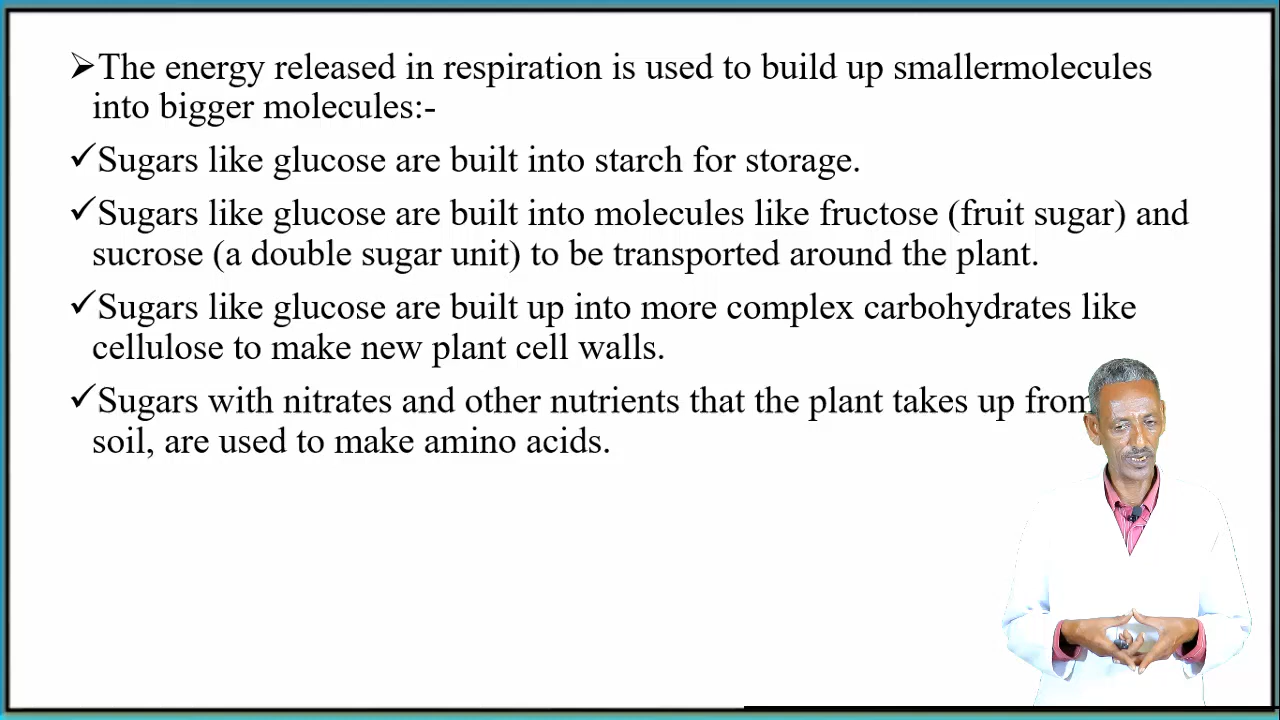 ➢The energy released in respiration is used to build up smallermolecules
into bigger molecules:-
✓Sugars like glucose are built into starch for storage.
✓Sugars like glucose are built into molecules like fructose (fruit sugar) and
sucrose (a double sugar unit) to be transported around the plant.
✓Sugars like glucose are built up into more complex carbohydrates like
cellulose to make new plant cell walls.
✓Sugars with nitrates and other nutrients that the plant takes up from
soil, are used to make amino acids.